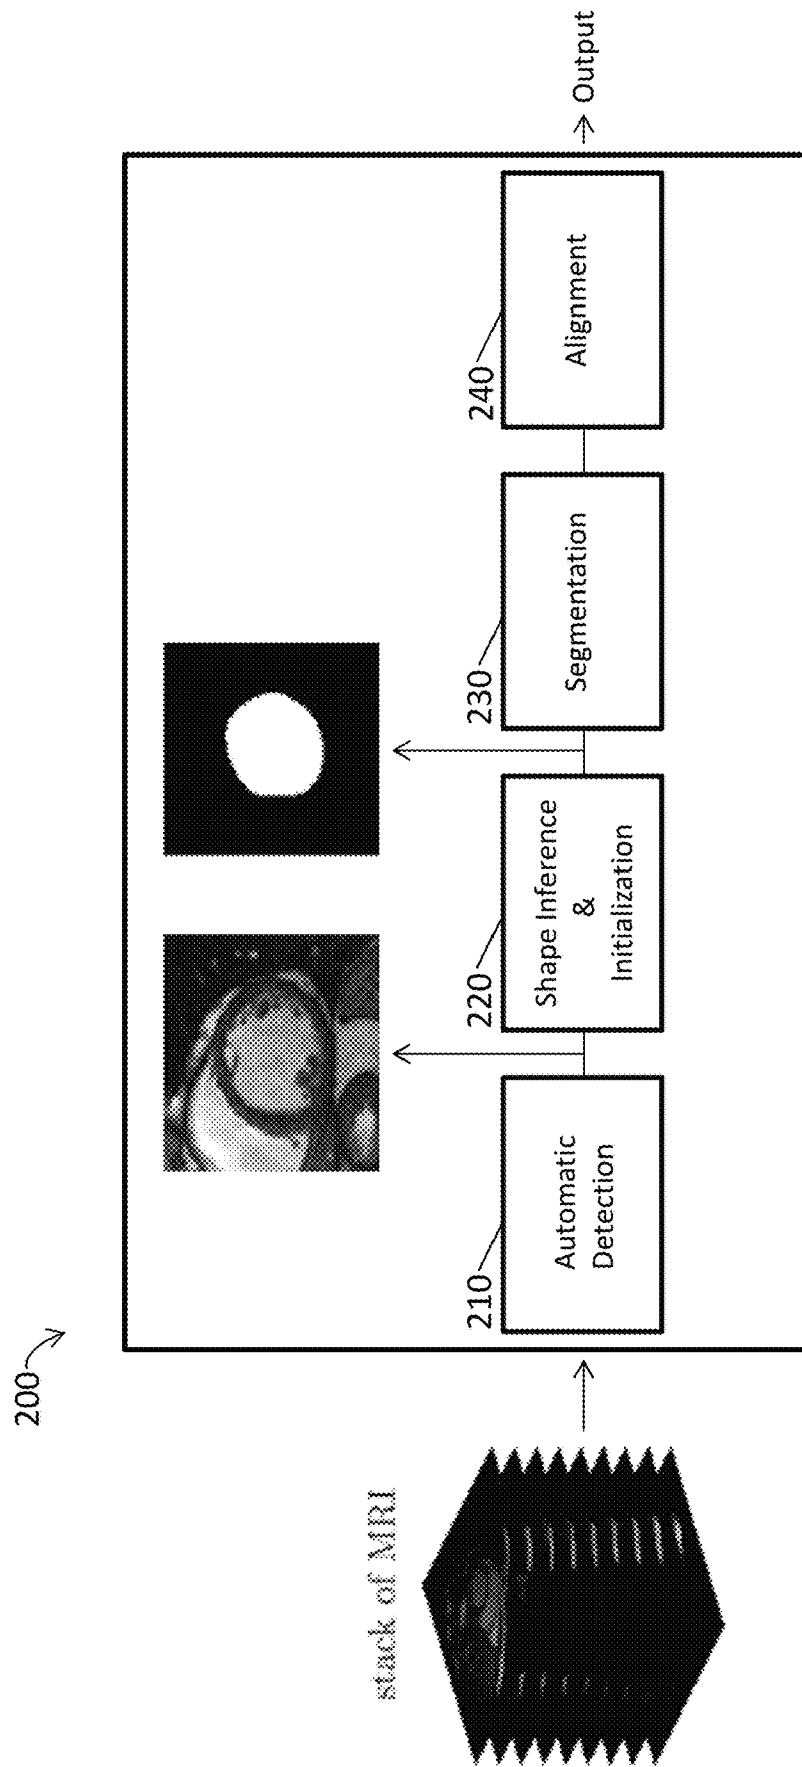 200
stack of MRI
210
Automatic
Detection
220
Shape Inference
&
Initialization
230
Segmentation
240
Alignment
Output